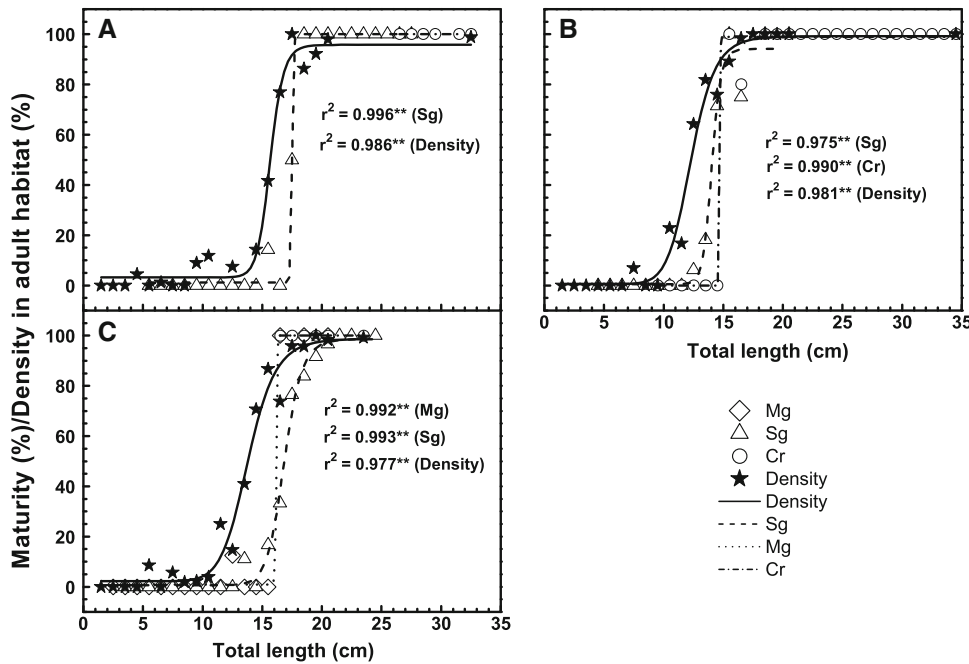 Maturity (%)/Density in adult habitat (%)
A
100
80
60
40
20
0
r² = 0.996** (Sg)
r² = 0.986** (Density)
B
100
80
60
40
20
0
r² = 0.975** (Sg)
r² = 0.990** (Cr)
r² = 0.981** (Density)
0 5 10 15 20 25 30 35
Total length (cm)
C
100
80
60
40
20
0
r² = 0.992** (Mg)
r² = 0.993** (Sg)
r² = 0.977** (Density)
0 5 10 15 20 25 30 35
Total length (cm)
Mg
Sg
Cr
Density
Density
Sg
Mg
Cr